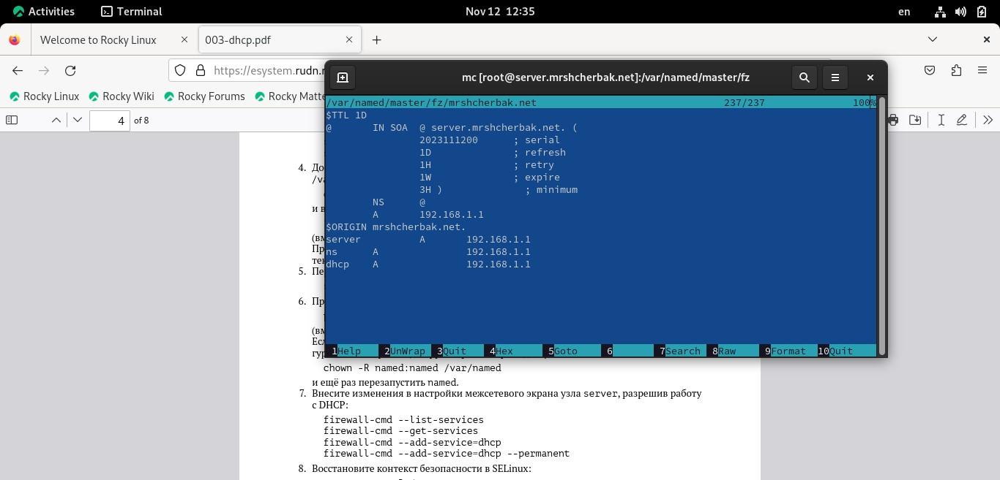 Activities Terminal Nov 12 12:35 en
Welcome to Rocky Linux × 003-dhcp.pdf × +
https://esystem.rudn.r
Rocky Linux Rocky Wiki Rocky Forums Rocky Matte
4 of 8
mc [root@server.mrshcherbak.net]:/var/named/master/fz
/var/named/master/fz/mrshcherbak.net 237/237 100%
$TTL 1D
@ IN SOA @ server.mrshcherbak.net. (
2023111200 ; serial
1D ; refresh
1H ; retry
1W ; expire
3H ) ; minimum
NS @
A 192.168.1.1
$ORIGIN mrshcherbak.net.
server A 192.168.1.1
ns A 192.168.1.1
dhcp A 192.168.1.1
1Help 2UnWrap 3Quit 4Hex 5Goto 6 7Search 8Raw 9Format 10Quit
4. До
/va
и в
(вм
Пр
тек
5. Пе
6. Пр
(вм
Есл
гур
chown -R named:named /var/named
и ещё раз перезапустить named.
7. Внесите изменения в настройки межсетевого экрана узла server, разрешив работу
с DHCP:
firewall-cmd --list-services
firewall-cmd --get-services
firewall-cmd --add-service=dhcp
firewall-cmd --add-service=dhcp --permanent
8. Восстановите контекст безопасности в SELinux: